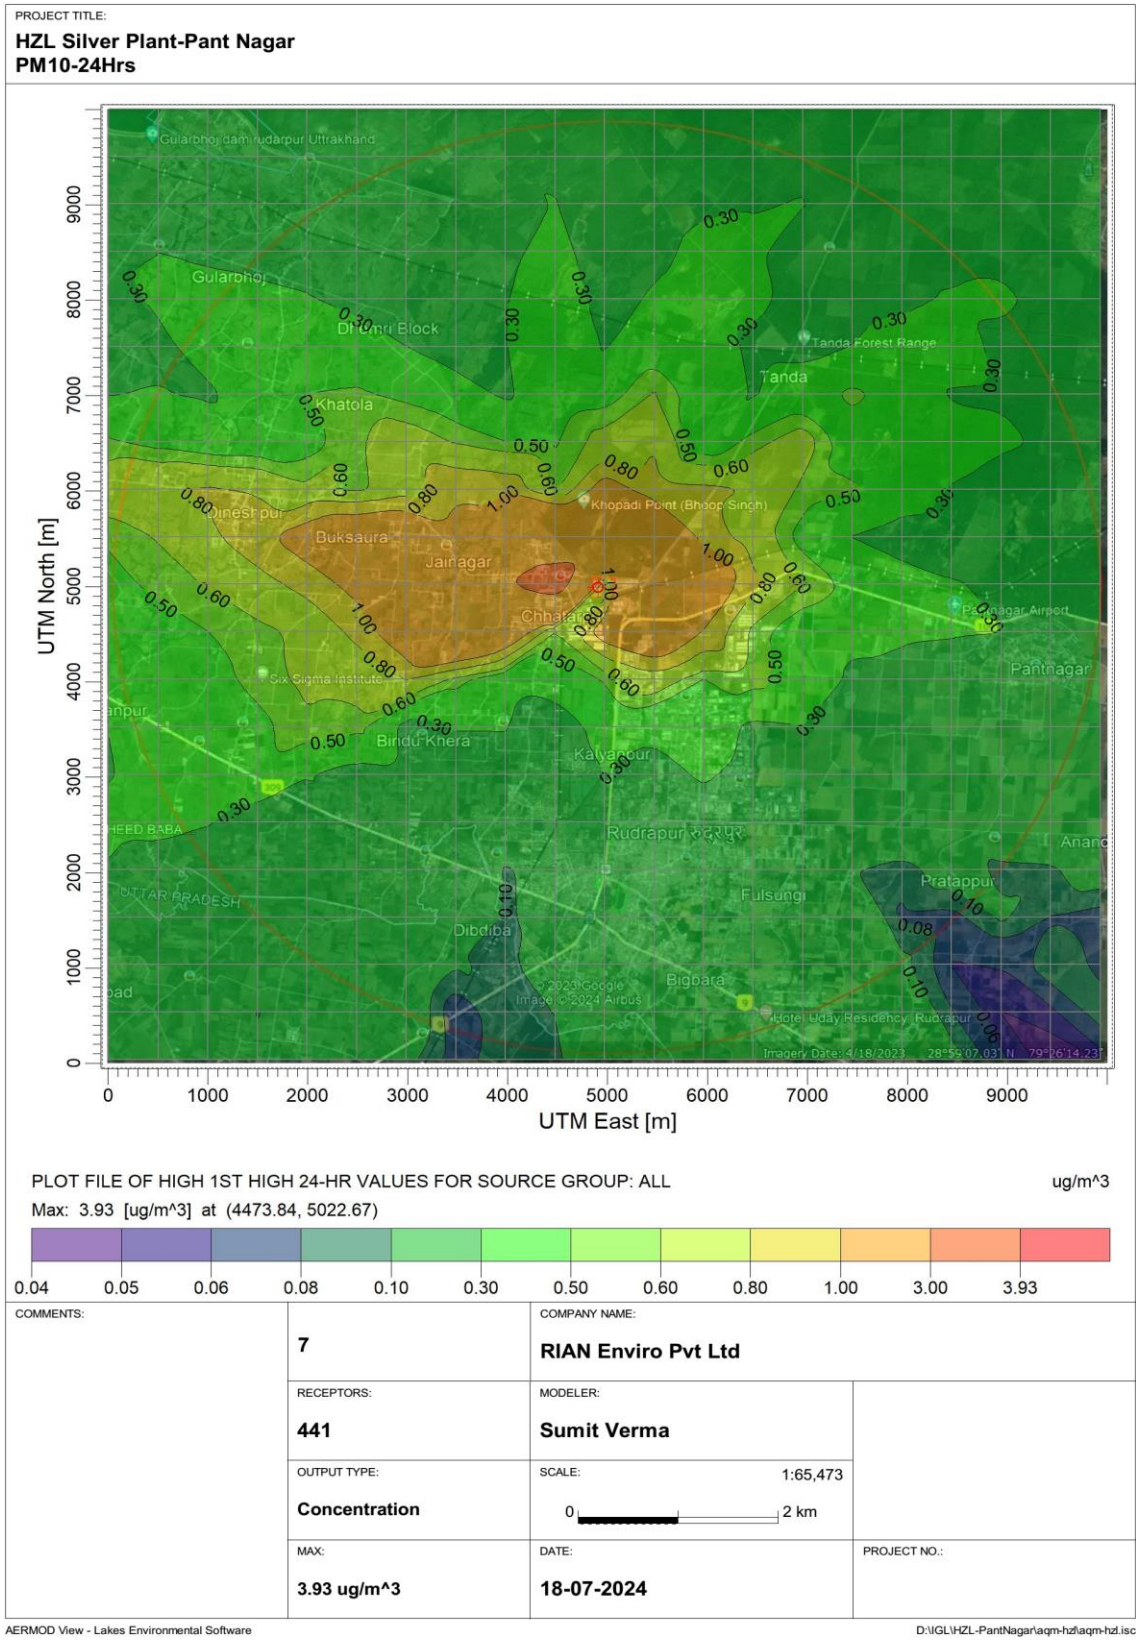 PROJECT TITLE:
HZL Silver Plant-Pant Nagar
PM10-24Hrs
Gularbhoj dam rudarpur Uttrakhand
0.30
Gularbhoj
0.30
0.30
0.30
Dhumri Block
0.30
0.30
0.30
0.30
Tanda Forest Range
0.30
Tanda
Khatola
0.50
0.50
0.50
0.60
0.60
0.80
0.60
0.80
0.80
1.00
0.50
0.30
Dineshpur
Khopadi Point (Bhoop Singh)
Buksaura
Jainagar
1.00
1.00
0.80
0.60
0.50
0.60
1.00
0.80
Chhatar
0.30
Pantnagar Airport
0.80
0.50
0.60
0.50
Six Sigma Institute
Pantnagar
0.60
0.30
0.50
0.30
anpur
Bindu Khera
Kalyanpur
0.30
0.30
HEED BABA
Rudrapur रुद्रपुर
Anand
UTTAR PRADESH
0.10
Fulsungi
Pratappur
0.10
0.08
Dibdiba
0.10
Bigbara
bad
© 2023 Google
Image © 2024 Airbus
9
9
Hotel Uday Residency, Rudrapur
0.06
Imagery Date: 4/18/2023 28°59'07.03" N 79°26'14.23"
UTM North [m]
9000
8000
7000
6000
5000
4000
3000
2000
1000
0
0 1000 2000 3000 4000 5000 6000 7000 8000 9000
UTM East [m]
PLOT FILE OF HIGH 1ST HIGH 24-HR VALUES FOR SOURCE GROUP: ALL ug/m^3
Max: 3.93 [ug/m^3] at (4473.84, 5022.67)
0.04 0.05 0.06 0.08 0.10 0.30 0.50 0.60 0.80 1.00 3.00 3.93
COMMENTS:
7
COMPANY NAME:
RIAN Enviro Pvt Ltd
RECEPTORS:
441
MODELER:
Sumit Verma
OUTPUT TYPE:
Concentration
SCALE: 1:65,473
0 2 km
MAX:
3.93 ug/m^3
DATE:
18-07-2024
PROJECT NO.:
AERMOD View - Lakes Environmental Software
D:\IGL\HZL-PantNagar\aqm-hzl\aqm-hzl.isc